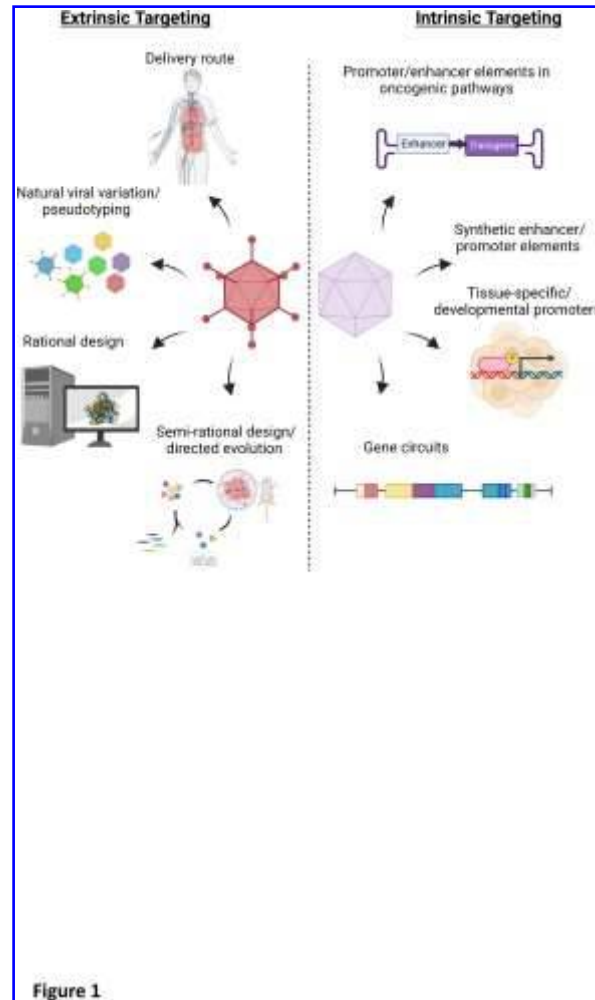 Extrinsic Targeting
Delivery route
Natural viral variation/
pseudotyping
Rational design
Semi-rational design/
directed evolution
Intrinsic Targeting
Promoter/enhancer elements in
oncogenic pathways
Enhancer
Transgene
Synthetic enhancer/
promoter elements
Tissue-specific/
developmental promoters
Gene circuits
Figure 1